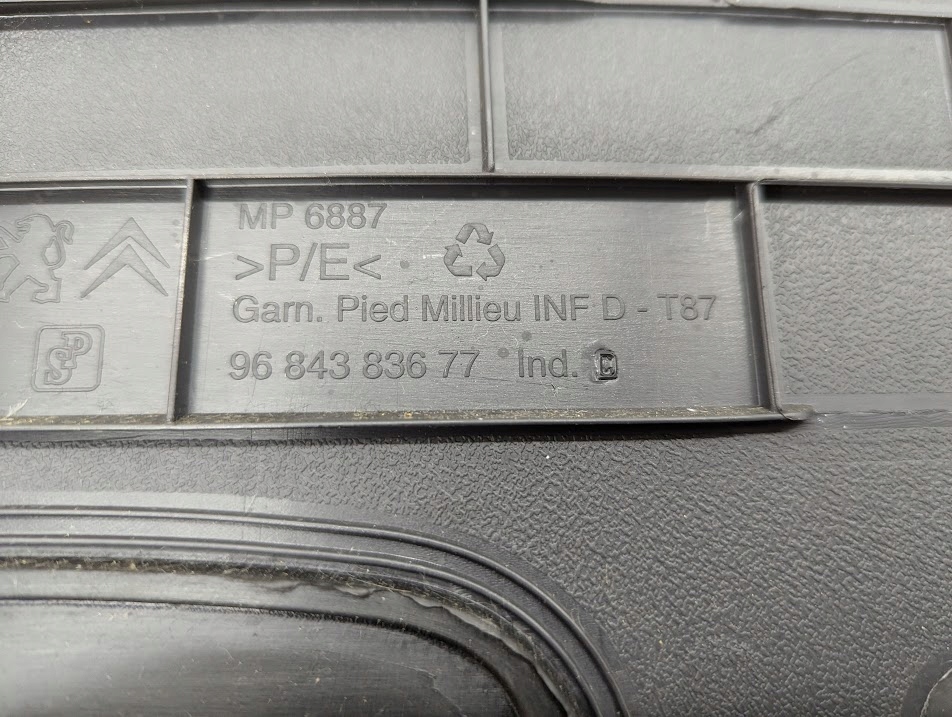 MP 6887
>P/E<
Garn. Pied Millieu INF D - T87
96 843 836 77 Ind. C